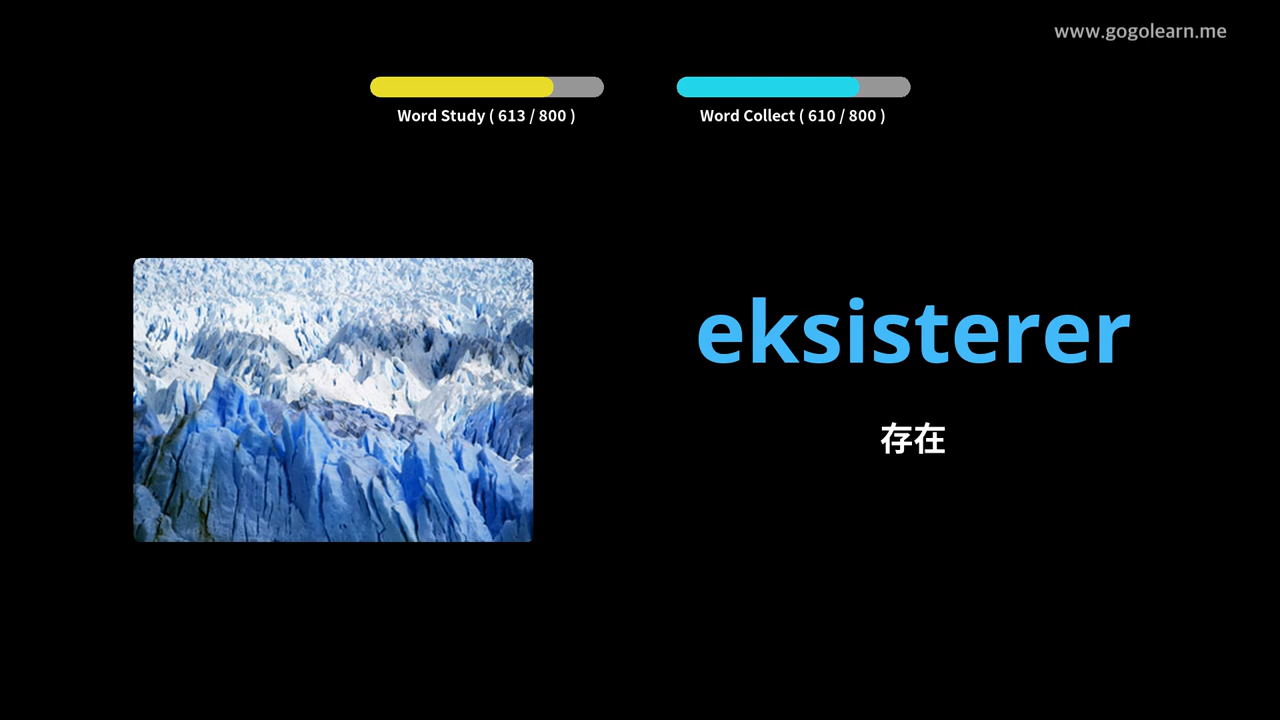 www.gogolearn.me
Word Study ( 613 / 800 )
Word Collect ( 610 / 800 )
eksisterer
存在